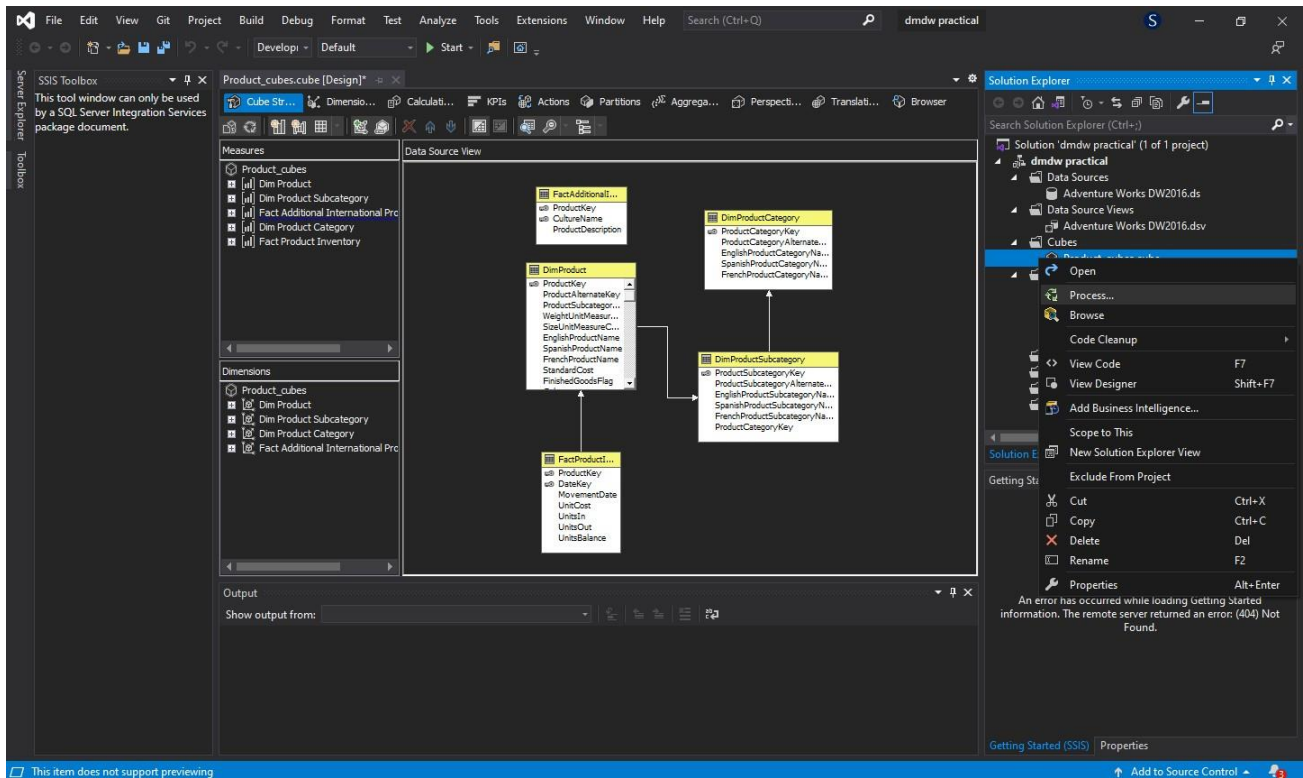 File Edit View Git Project Build Debug Format Test Analyze Tools Extensions Window Help Search (Ctrl+Q) dmdw practical S
Developi Default Start
Server Explorer
Toolbox
SSIS Toolbox
This tool window can only be used
by a SQL Server Integration Services
package document.
Product_cubes.cube [Design]*
Cube Str... Dimensio... Calculati... KPIs Actions Partitions Aggrega... Perspecti... Translati... Browser
Measures
Product_cubes
Dim Product
Dim Product Subcategory
Fact Additional International Pro
Dim Product Category
Fact Product Inventory
Dimensions
Product_cubes
Dim Product
Dim Product Subcategory
Dim Product Category
Fact Additional International Pro
Data Source View
FactAdditionalI...
ProductKey
CultureName
ProductDescription
DimProductCategory
ProductCategoryKey
ProductCategoryAlternate...
EnglishProductCategoryNa...
SpanishProductCategoryN...
FrenchProductCategoryNa...
DimProduct
ProductKey
ProductAlternateKey
ProductSubcategor...
WeightUnitMeasur...
SizeUnitMeasureC...
EnglishProductName
SpanishProductName
FrenchProductName
StandardCost
FinishedGoodsFlag
DimProductSubcategory
ProductSubcategoryKey
ProductSubcategoryAlternate...
EnglishProductSubcategoryNa...
SpanishProductSubcategoryN...
FrenchProductSubcategoryNa...
ProductCategoryKey
FactProductI...
ProductKey
DateKey
MovementDate
UnitCost
UnitsIn
UnitsOut
UnitsBalance
Output
Show output from:
Solution Explorer
Search Solution Explorer (Ctrl+;)
Solution 'dmdw practical' (1 of 1 project)
dmdw practical
Data Sources
Adventure Works DW2016.ds
Data Source Views
Adventure Works DW2016.dsv
Cubes
Open
Process...
Browse
Code Cleanup
View Code F7
View Designer Shift+F7
Add Business Intelligence...
Scope to This
New Solution Explorer View
Exclude From Project
Cut Ctrl+X
Copy Ctrl+C
Delete Del
Rename F2
Properties Alt+Enter
Solution E
Getting Sta
An error has occurred while loading Getting Started
information. The remote server returned an error: (404) Not
Found.
Getting Started (SSIS) Properties
This item does not support previewing
Add to Source Control 3